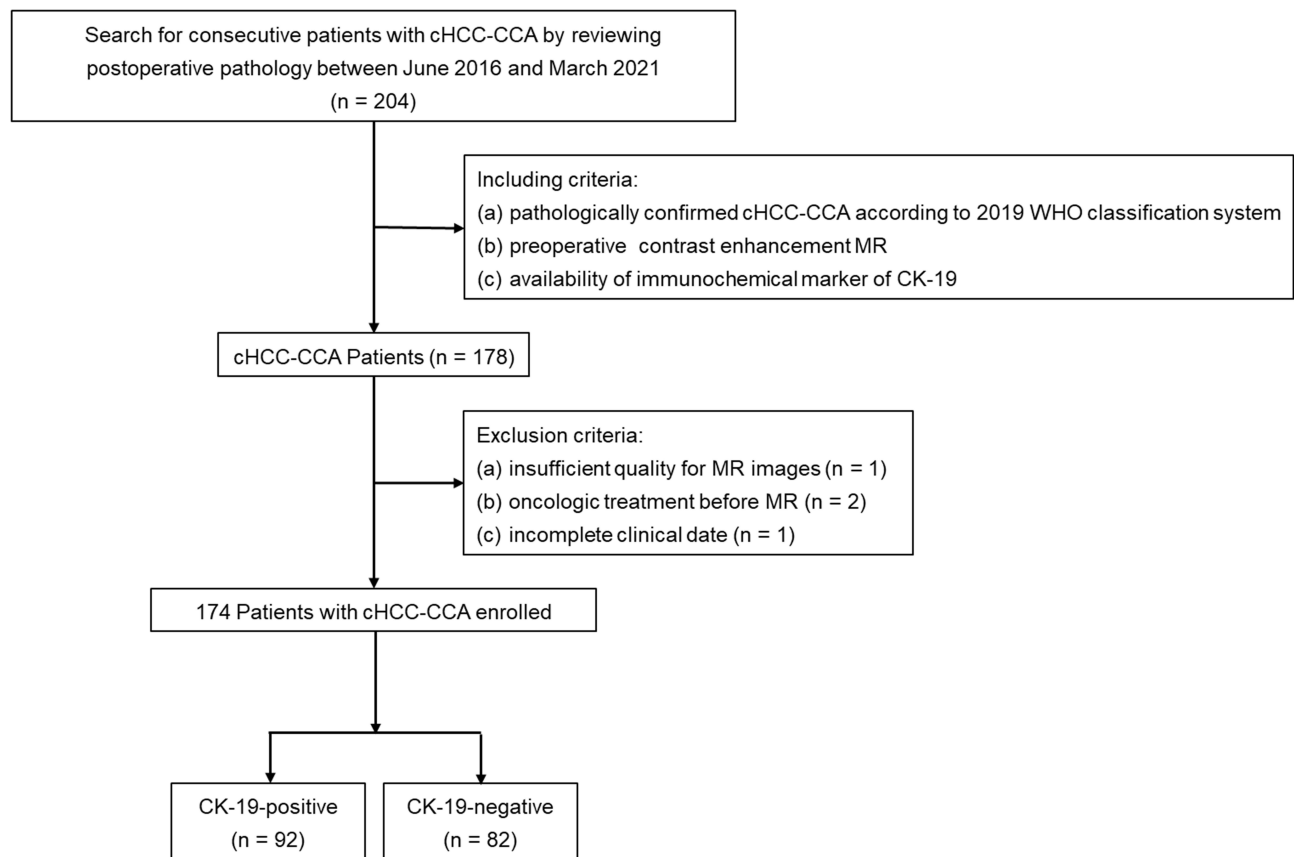 Search for consecutive patients with cHCC-CCA by reviewing
postoperative pathology between June 2016 and March 2021
(n = 204)
Including criteria:
(a) pathologically confirmed cHCC-CCA according to 2019 WHO classification system
(b) preoperative contrast enhancement MR
(c) availability of immunochemical marker of CK-19
cHCC-CCA Patients (n = 178)
Exclusion criteria:
(a) insufficient quality for MR images (n = 1)
(b) oncologic treatment before MR (n = 2)
(c) incomplete clinical date (n = 1)
174 Patients with cHCC-CCA enrolled
CK-19-positive
(n = 92)
CK-19-negative
(n = 82)